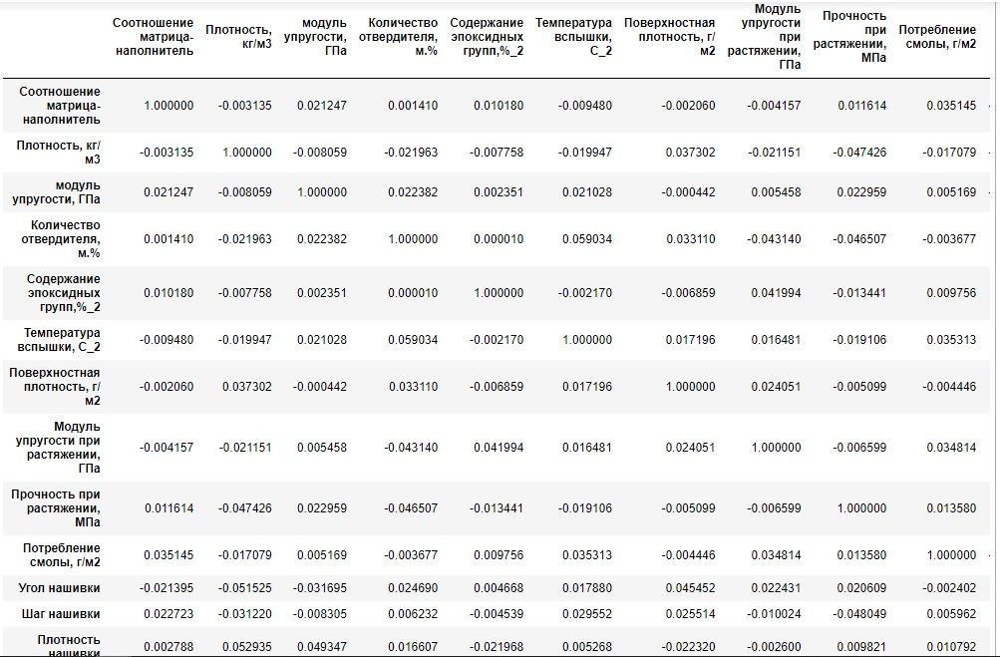 Соотношение матрица-наполнитель Плотность, кг/м3 модуль упругости, ГПа Количество отвердителя, м.% Содержание эпоксидных групп,%_2 Температура вспышки, С_2 Поверхностная плотность, г/м2 Модуль упругости при растяжении, ГПа Прочность при растяжении, МПа Потребление смолы, г/м2
Соотношение матрица-наполнитель 1.000000 -0.003135 0.021247 0.001410 0.010180 -0.009480 -0.002060 -0.004157 0.011614 0.035145
Плотность, кг/м3 -0.003135 1.000000 -0.008059 -0.021963 -0.007758 -0.019947 0.037302 -0.021151 -0.047426 -0.017079
модуль упругости, ГПа 0.021247 -0.008059 1.000000 0.022382 0.002351 0.021028 -0.000442 0.005458 0.022959 0.005169
Количество отвердителя, м.% 0.001410 -0.021963 0.022382 1.000000 0.000010 0.059034 0.033110 -0.043140 -0.046507 -0.003677
Содержание эпоксидных групп,%_2 0.010180 -0.007758 0.002351 0.000010 1.000000 -0.002170 -0.006859 0.041994 -0.013441 0.009756
Температура вспышки, С_2 -0.009480 -0.019947 0.021028 0.059034 -0.002170 1.000000 0.017196 0.016481 -0.019106 0.035313
Поверхностная плотность, г/м2 -0.002060 0.037302 -0.000442 0.033110 -0.006859 0.017196 1.000000 0.024051 -0.005099 -0.004446
Модуль упругости при растяжении, ГПа -0.004157 -0.021151 0.005458 -0.043140 0.041994 0.016481 0.024051 1.000000 -0.006599 0.034814
Прочность при растяжении, МПа 0.011614 -0.047426 0.022959 -0.046507 -0.013441 -0.019106 -0.005099 -0.006599 1.000000 0.013580
Потребление смолы, г/м2 0.035145 -0.017079 0.005169 -0.003677 0.009756 0.035313 -0.004446 0.034814 0.013580 1.000000
Угол нашивки -0.021395 -0.051525 -0.031695 0.024690 0.004668 0.017880 0.045452 0.022431 0.020609 -0.002402
Шаг нашивки 0.022723 -0.031220 -0.008305 0.006232 -0.004539 0.029552 0.025514 -0.010024 -0.048049 0.005962
Плотность нашивки 0.002788 0.052935 0.049347 0.016607 -0.021968 0.005268 -0.022320 -0.002600 0.009821 0.010792